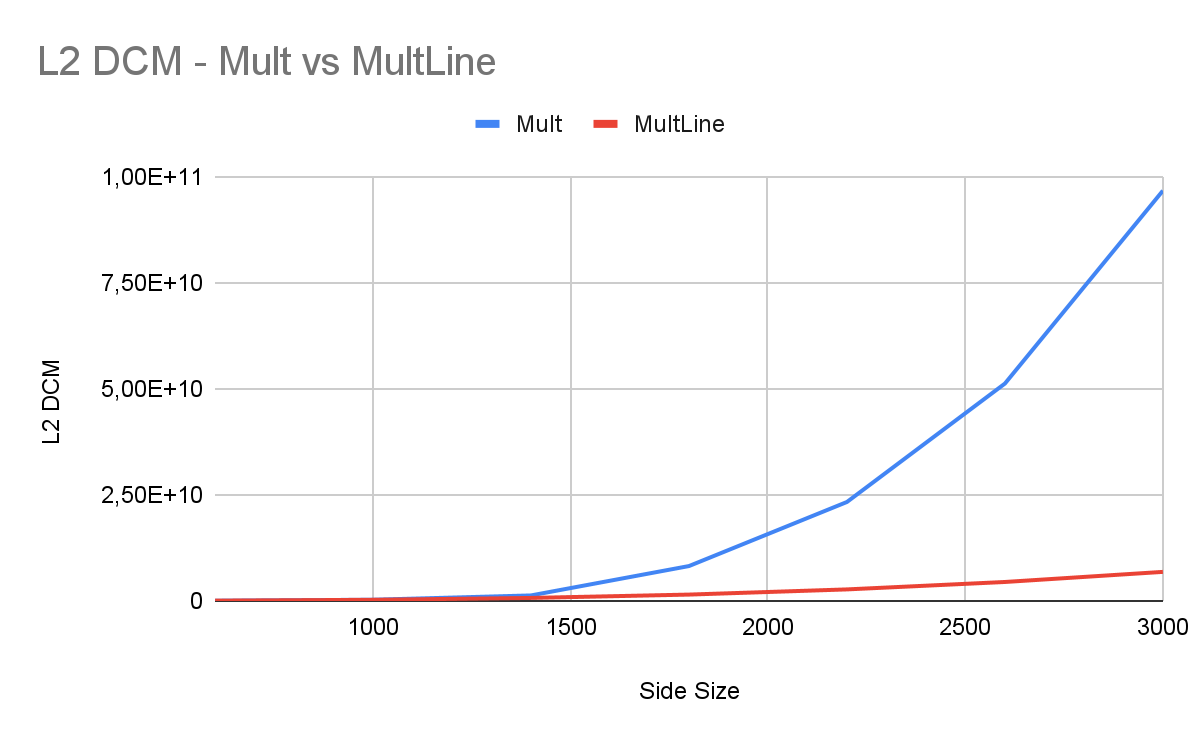 L2 DCM - Mult vs MultLine
Mult
MultLine
1,00E+11
7,50E+10
5,00E+10
2,50E+10
0
L2 DCM
1000
1500
2000
2500
3000
Side Size